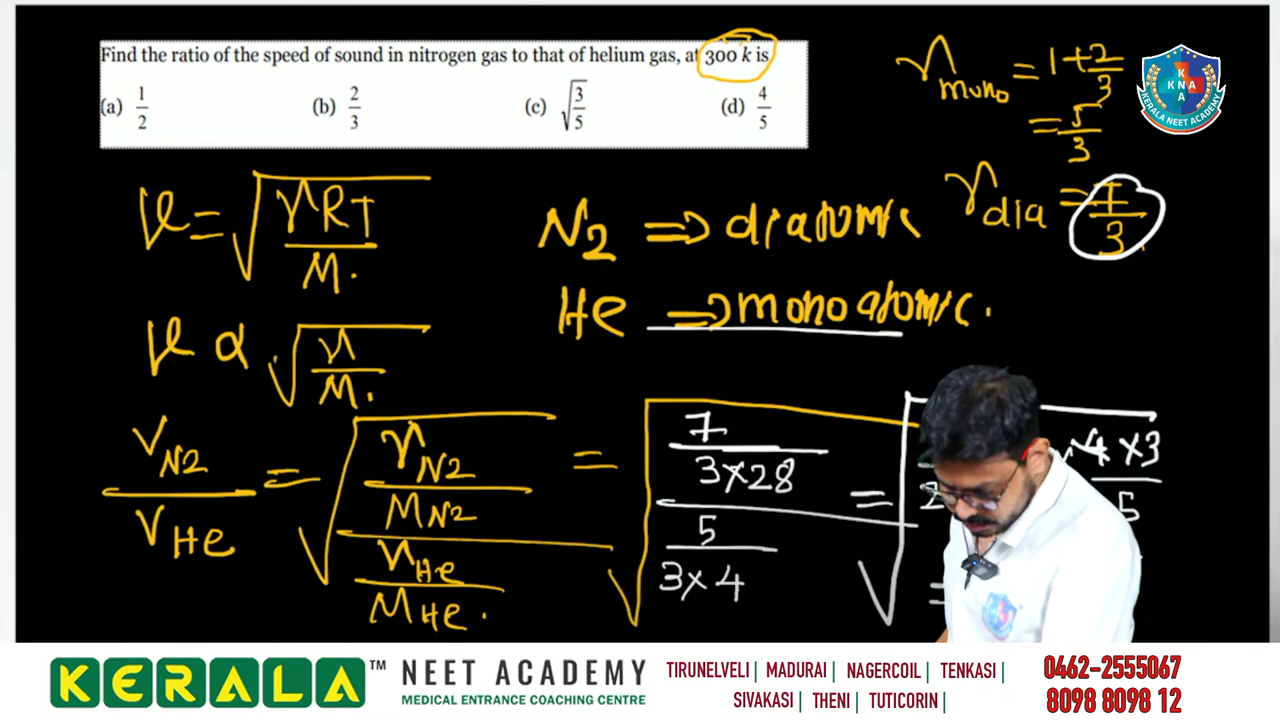 Find the ratio of the speed of sound in nitrogen gas to that of helium gas, at 300 k is
(a) 1/2 (b) 2/3 (c) √(3/5) (d) 4/5
γmono = 1+2/3
= 5/3
γdia = 7/3
KNA
N
A
KERALA NEET ACADEMY
v = √(γRT/M.)
N2 ⇒ diatomic
He ⇒ monoatomic.
v α √(γ/M.)
VN2/VHe = √((γN2/MN2)/(γHe/MHe.)) = √((7/(3×28))/(5/(3×4))) = √
4×3
5
=
KERALA™ NEET ACADEMY
MEDICAL ENTRANCE COACHING CENTRE
TIRUNELVELI | MADURAI | NAGERCOIL | TENKASI |
SIVAKASI | THENI | TUTICORIN |
0462-2555067
8098 8098 12